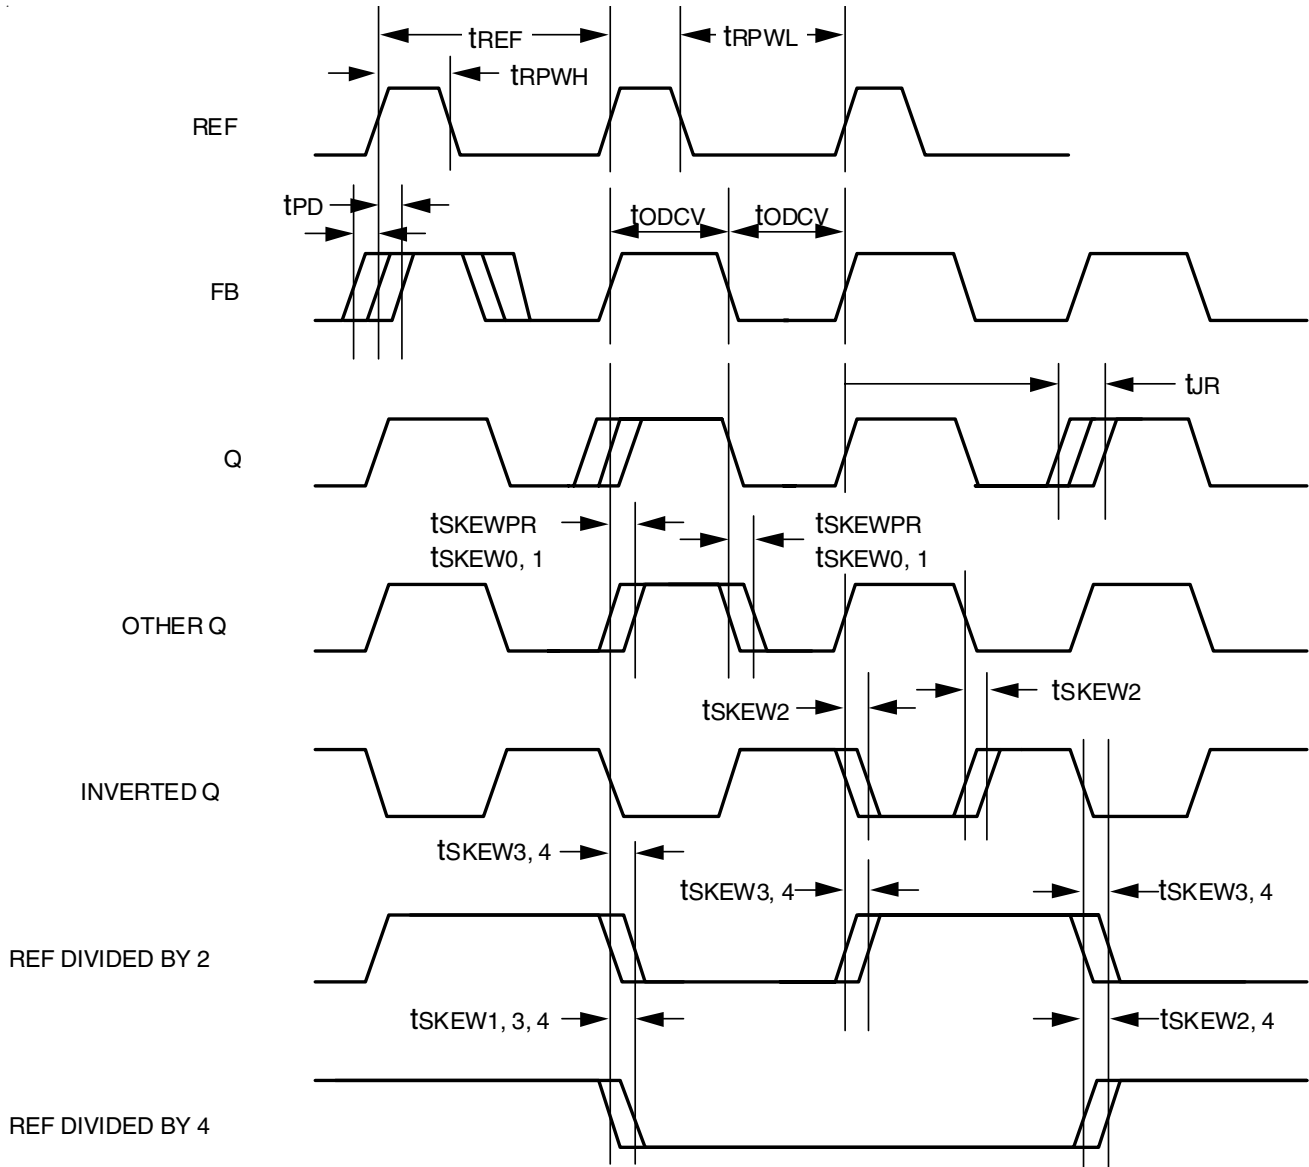 tREF
tRPWL
tRPWH
REF
tPD
tODCV
tODCV
FB
tJR
Q
tSKEWPR
tSKEW0, 1
tSKEWPR
tSKEW0, 1
OTHER Q
tSKEW2
tSKEW2
INVERTED Q
tSKEW3, 4
tSKEW3, 4
tSKEW3, 4
REF DIVIDED BY 2
tSKEW1, 3, 4
tSKEW2, 4
REF DIVIDED BY 4